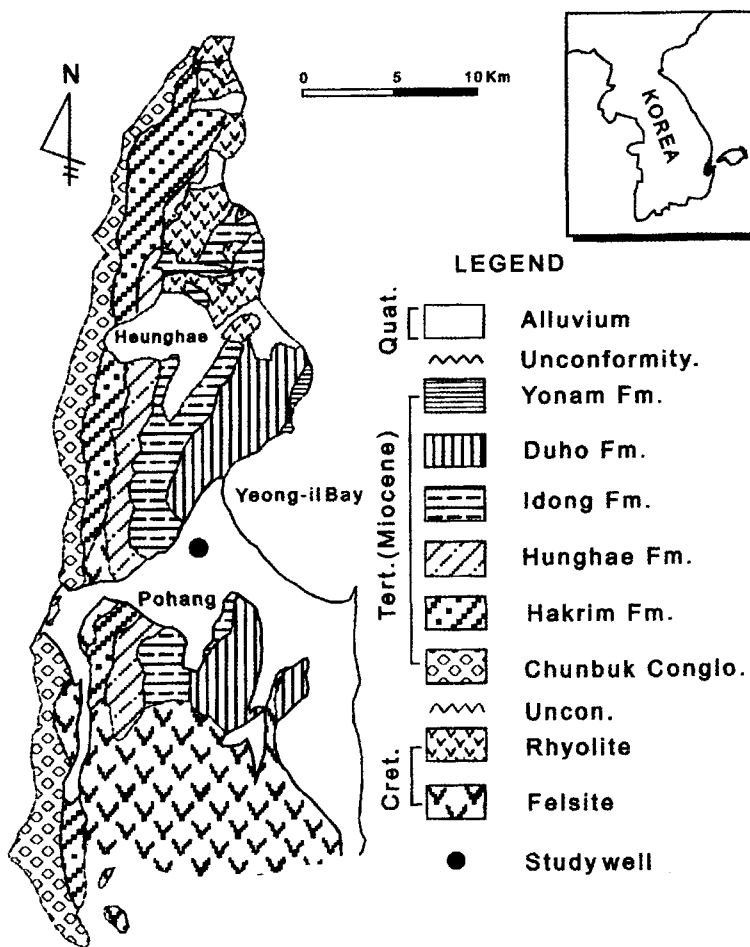 N
0 5 10Km
KOREA
Heunghae
Yeong-il Bay
Pohang
LEGEND
Quat.
Alluvium
Unconformity.
Tert.(Miocene)
Yonam Fm.
Duho Fm.
Idong Fm.
Hunghae Fm.
Hakrim Fm.
Chunbuk Conglo.
Uncon.
Cret.
Rhyolite
Felsite
Study well